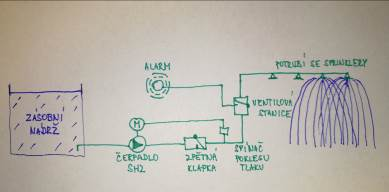 POTRUBÍ SE SPRINKLERY
ALARM
VENTILOVÁ
STANICE
ZÁSOBNÍ
NÁDRŽ
M
ČERPADLO
SHZ
ZPĚTNÁ
KLAPKA
SPÍNAČ
POKLESU
TLAKU